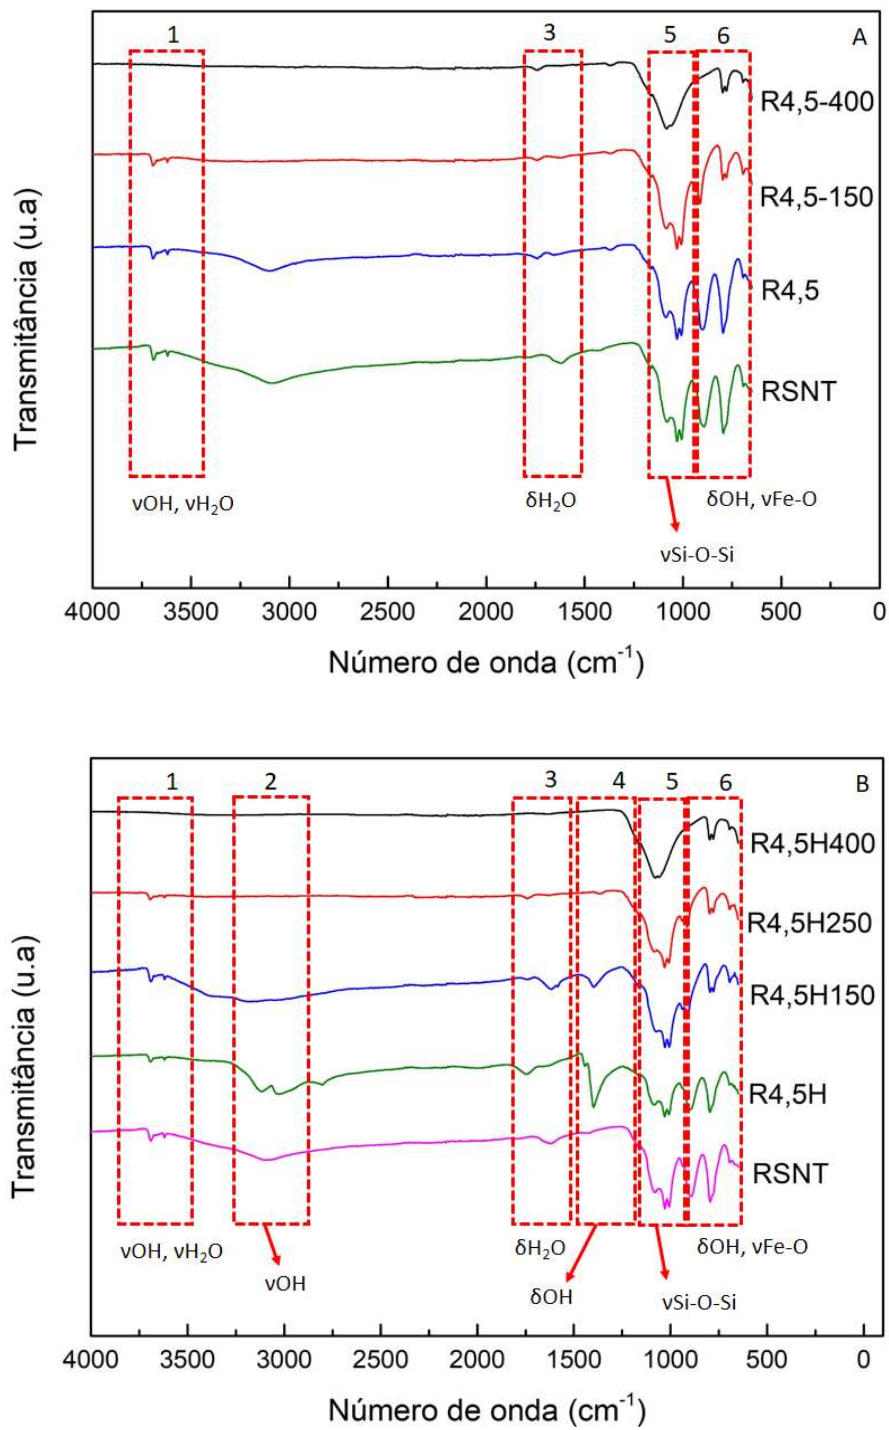 1 3 5 6 A
R4,5-400
R4,5-150
R4,5
RSNT
νOH, νH₂O δH₂O δOH, νFe-O
νSi-O-Si
Transmitância (u.a)
4000 3500 3000 2500 2000 1500 1000 500 0
Número de onda (cm⁻¹)
1 2 3 4 5 6 B
R4,5H400
R4,5H250
R4,5H150
R4,5H
RSNT
νOH, νH₂O δH₂O δOH, νFe-O
νOH δOH νSi-O-Si
Transmitância (u.a)
4000 3500 3000 2500 2000 1500 1000 500 0
Número de onda (cm⁻¹)